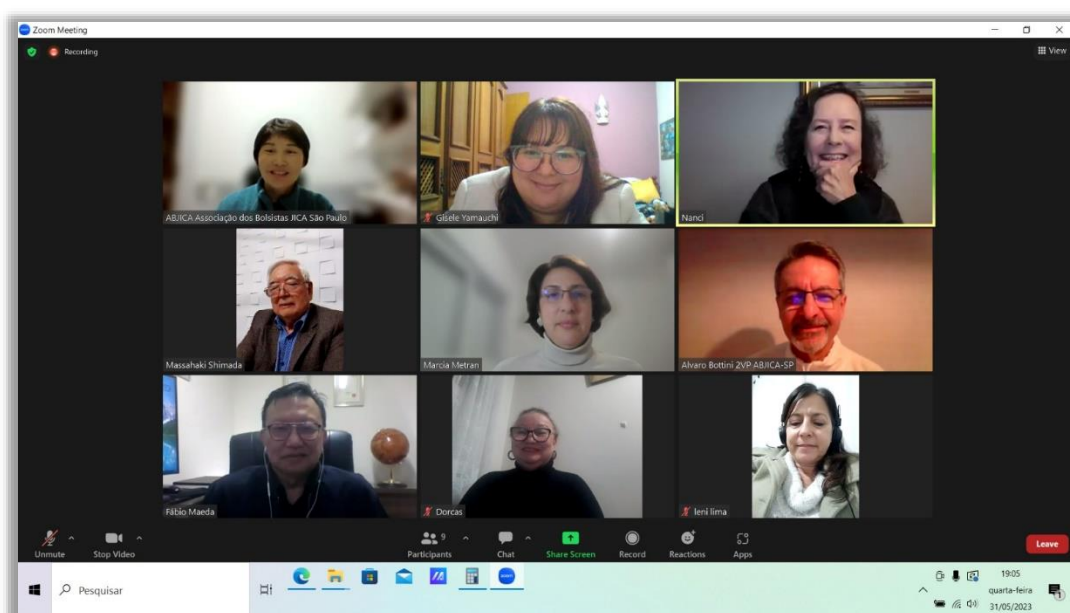 Zoom Meeting
Recording
View
ABJICA Associação dos Bolsistas JICA São Paulo
Gisele Yamauchi
Nanci
Massahaki Shimada
Marcia Metran
Alvaro Bottini 2VP ABJICA-SP
Fábio Maeda
Dorcas
leni lima
Unmute
Stop Video
Participants
9
Chat
Share Screen
Record
Reactions
Apps
Leave
Pesquisar
19:05
quarta-feira
31/05/2023
1